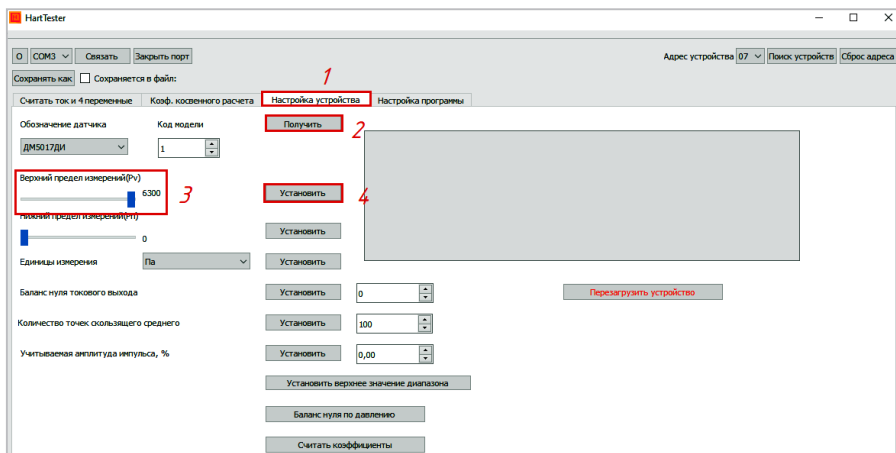 HartTester
О COM3 Связать Закрыть порт Адрес устройства 07 Поиск устройств Сброс адреса
Сохранять как Сохраняется в файл:
1
Считать ток и 4 переменные Коэф. косвенного расчета Настройка устройства Настройка программы
Обозначение датчика Код модели Получить 2
ДМ5017ДИ 1
Верхний предел измерений(Pv)
6300 3 Установить 4
Нижний предел измерений(Pn)
0 Установить
Единицы измерения Па Установить
Баланс нуля токового выхода Установить 0 Перезагрузить устройство
Количество точек скользящего среднего Установить 100
Учитываемая амплитуда импульса, % Установить 0,00
Установить верхнее значение диапазона
Баланс нуля по давлению
Считать коэффициенты